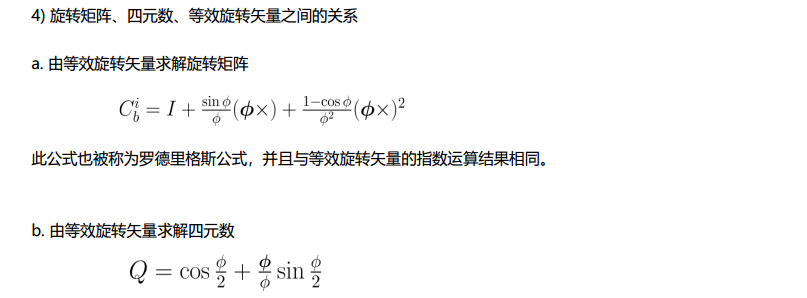 4) 旋转矩阵、四元数、等效旋转矢量之间的关系
a. 由等效旋转矢量求解旋转矩阵
$C_b^i = I + \frac{\sin\phi}{\phi}(\boldsymbol{\phi}\times) + \frac{1-\cos\phi}{\phi^2}(\boldsymbol{\phi}\times)^2$
此公式也被称为罗德里格斯公式，并且与等效旋转矢量的指数运算结果相同。
b. 由等效旋转矢量求解四元数
$Q = \cos\frac{\phi}{2} + \frac{\boldsymbol{\phi}}{\phi}\sin\frac{\phi}{2}$